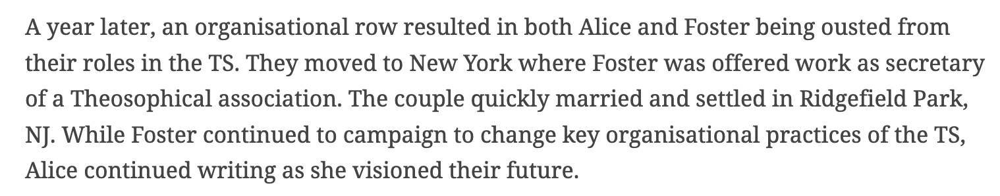 A year later, an organisational row resulted in both Alice and Foster being ousted from
their roles in the TS. They moved to New York where Foster was offered work as secretary
of a Theosophical association. The couple quickly married and settled in Ridgefield Park,
NJ. While Foster continued to campaign to change key organisational practices of the TS,
Alice continued writing as she visioned their future.